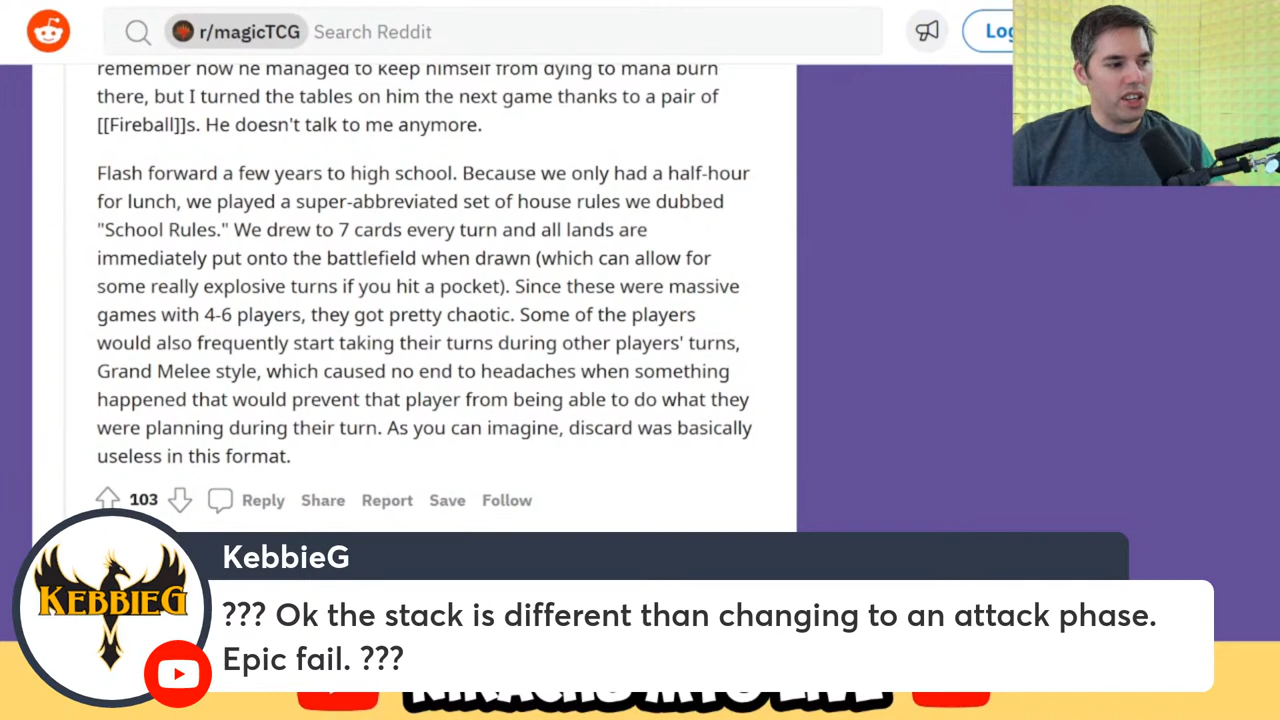 r/magicTCG Search Reddit
remember how he managed to keep himself from dying to mana burn
there, but I turned the tables on him the next game thanks to a pair of
[[Fireball]]s. He doesn't talk to me anymore.
Flash forward a few years to high school. Because we only had a half-hour
for lunch, we played a super-abbreviated set of house rules we dubbed
"School Rules." We drew to 7 cards every turn and all lands are
immediately put onto the battlefield when drawn (which can allow for
some really explosive turns if you hit a pocket). Since these were massive
games with 4-6 players, they got pretty chaotic. Some of the players
would also frequently start taking their turns during other players' turns,
Grand Melee style, which caused no end to headaches when something
happened that would prevent that player from being able to do what they
were planning during their turn. As you can imagine, discard was basically
useless in this format.
103 Reply Share Report Save Follow
KEBBIEG
KebbieG
??? Ok the stack is different than changing to an attack phase.
Epic fail. ???